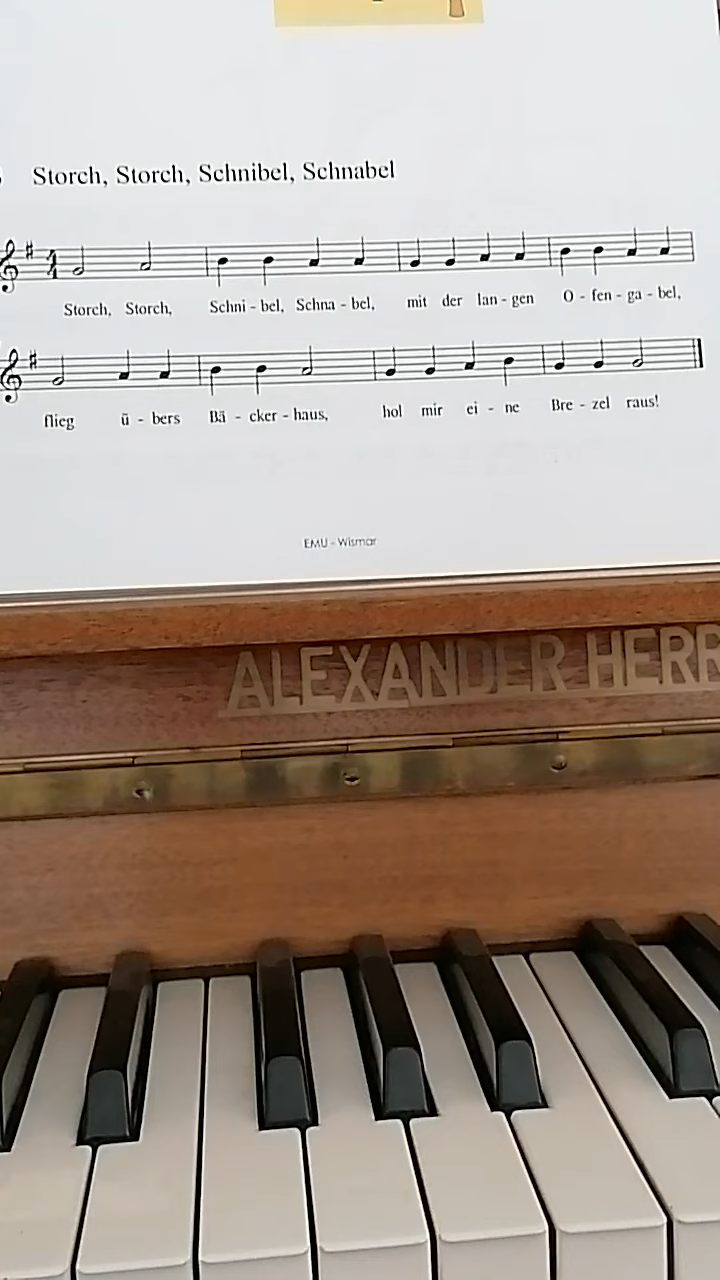 Storch, Storch, Schnibel, Schnabel
Storch, Storch, Schni - bel, Schna - bel, mit der lan - gen O - fen - ga - bel,
flieg ü - bers Bä - cker - haus, hol mir ei - ne Bre - zel raus!
EMU - Wismar
ALEXANDER HERR